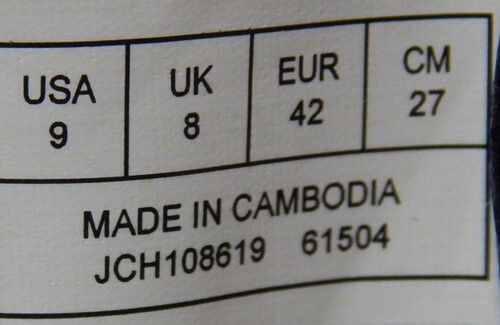 USA UK EUR CM
9 8 42 27
MADE IN CAMBODIA
JCH108619 61504